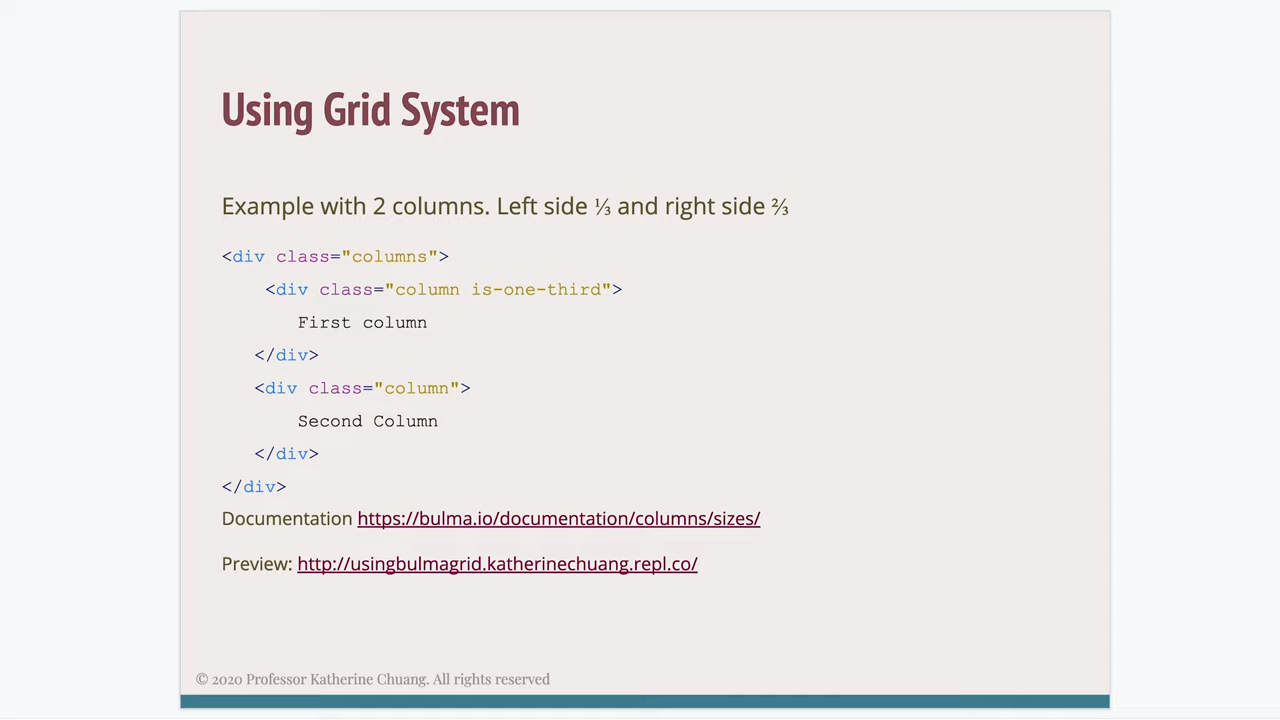 Using Grid System
Example with 2 columns. Left side ⅓ and right side ⅔
<div class="columns">
    <div class="column is-one-third">
       First column
   </div>
   <div class="column">
       Second Column
   </div>
</div>
Documentation https://bulma.io/documentation/columns/sizes/
Preview: http://usingbulmagrid.katherinechuang.repl.co/
© 2020 Professor Katherine Chuang. All rights reserved